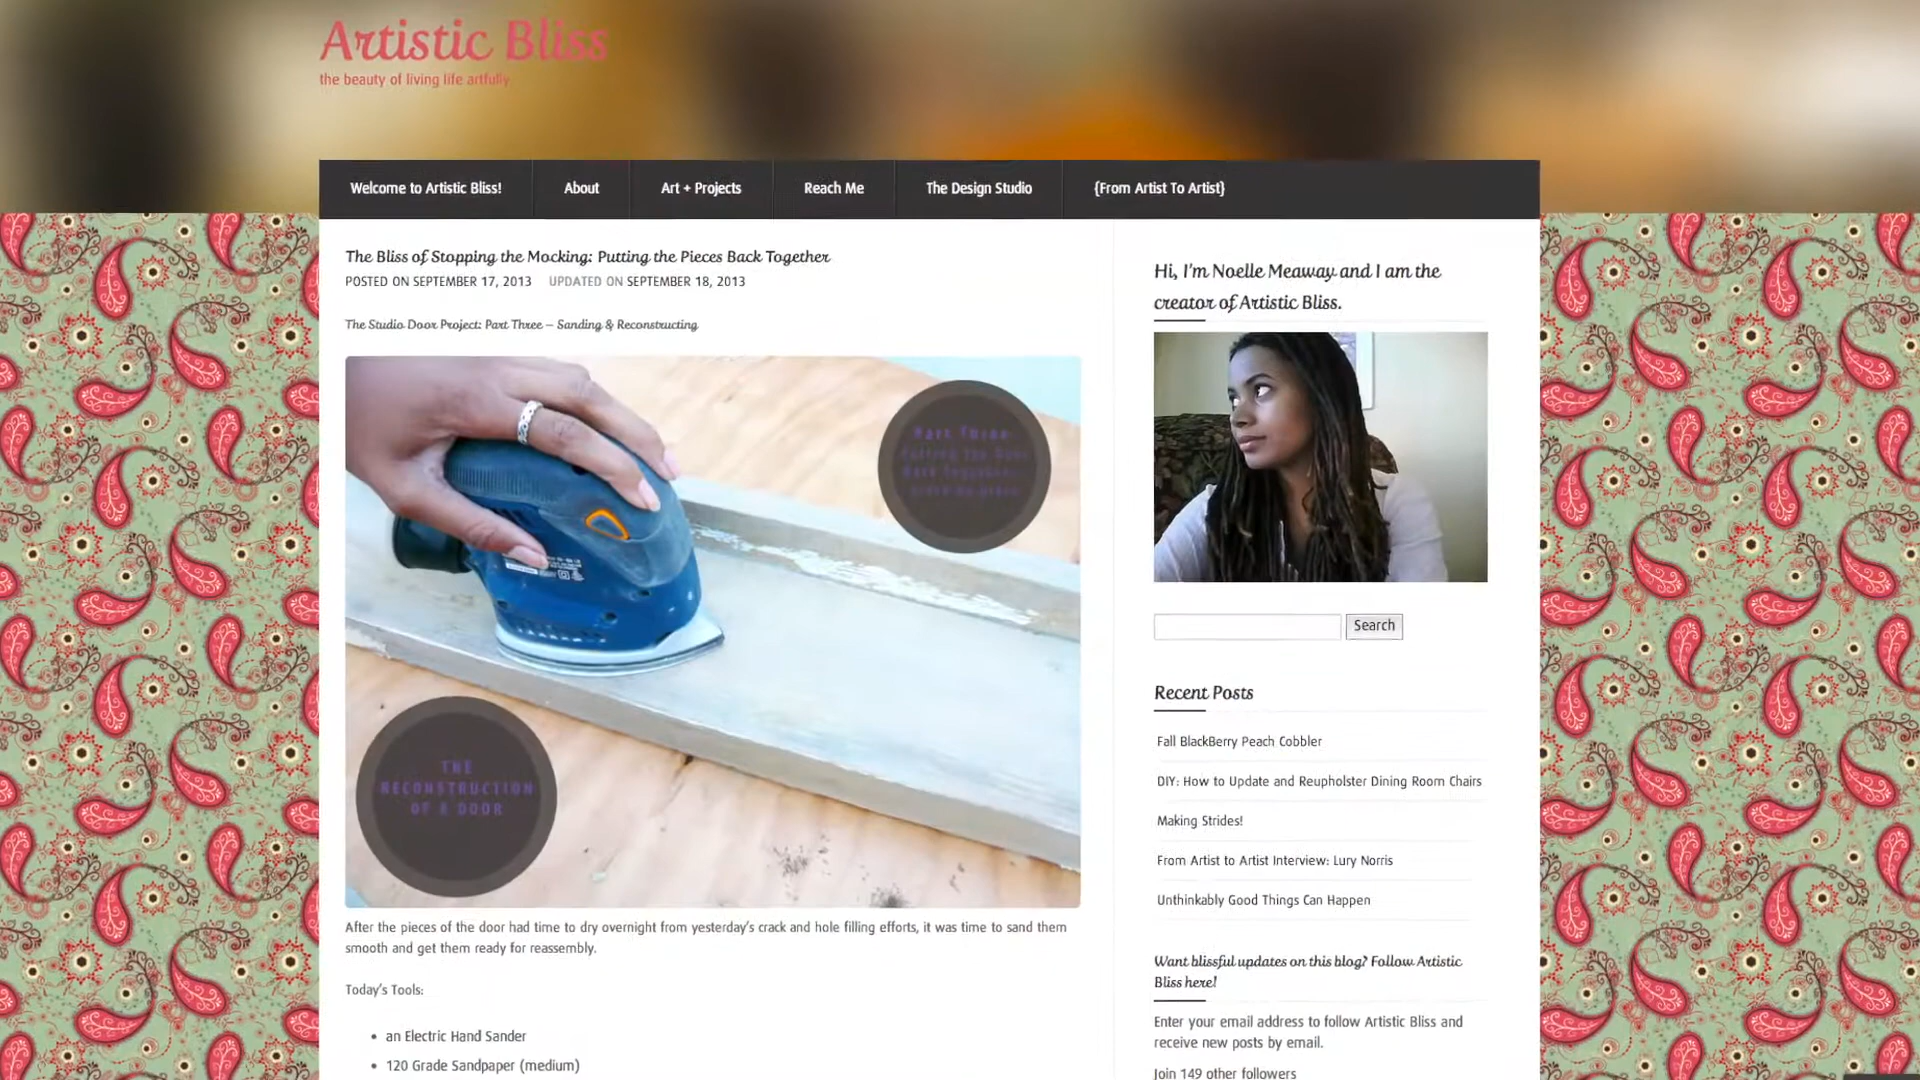 Artistic Bliss
the beauty of living life artfully
Welcome to Artistic Bliss!
About
Art + Projects
Reach Me
The Design Studio
{From Artist To Artist}
The Bliss of Stopping the Mocking: Putting the Pieces Back Together
POSTED ON SEPTEMBER 17, 2013 UPDATED ON SEPTEMBER 18, 2013
The Studio Door Project: Part Three – Sanding & Reconstructing
Part Three:
THE
RECONSTRUCTION
OF A DOOR
After the pieces of the door had time to dry overnight from yesterday's crack and hole filling efforts, it was time to sand them
smooth and get them ready for reassembly.
Today's Tools:
• an Electric Hand Sander
• 120 Grade Sandpaper (medium)
Hi, I'm Noelle Meaway and I am the
creator of Artistic Bliss.
Search
Recent Posts
Fall BlackBerry Peach Cobbler
DIY: How to Update and Reupholster Dining Room Chairs
Making Strides!
From Artist to Artist Interview: Lury Norris
Unthinkably Good Things Can Happen
Want blissful updates on this blog? Follow Artistic
Bliss here!
Enter your email address to follow Artistic Bliss and
receive new posts by email.
Join 149 other followers